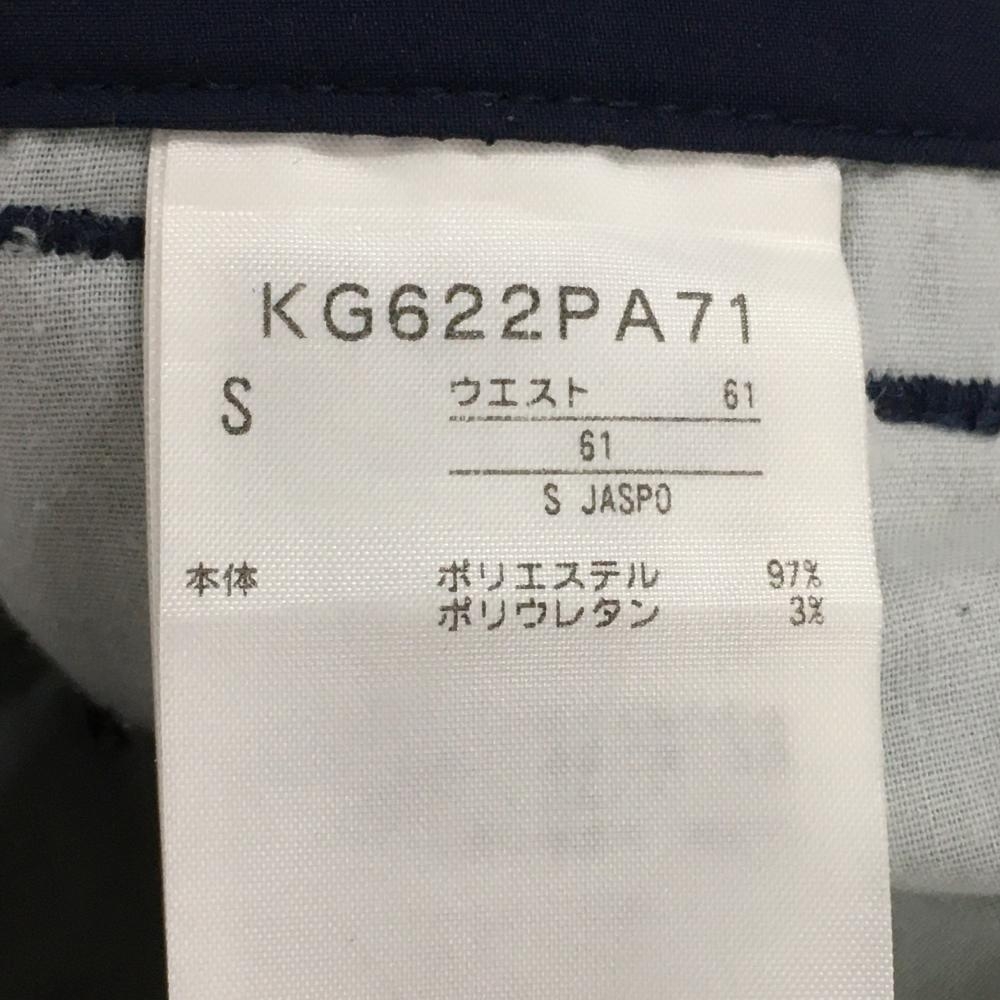 KG622PA71
S ウエスト 61
61
S JASPO
本体 ポリエステル 97%
ポリウレタン 3%